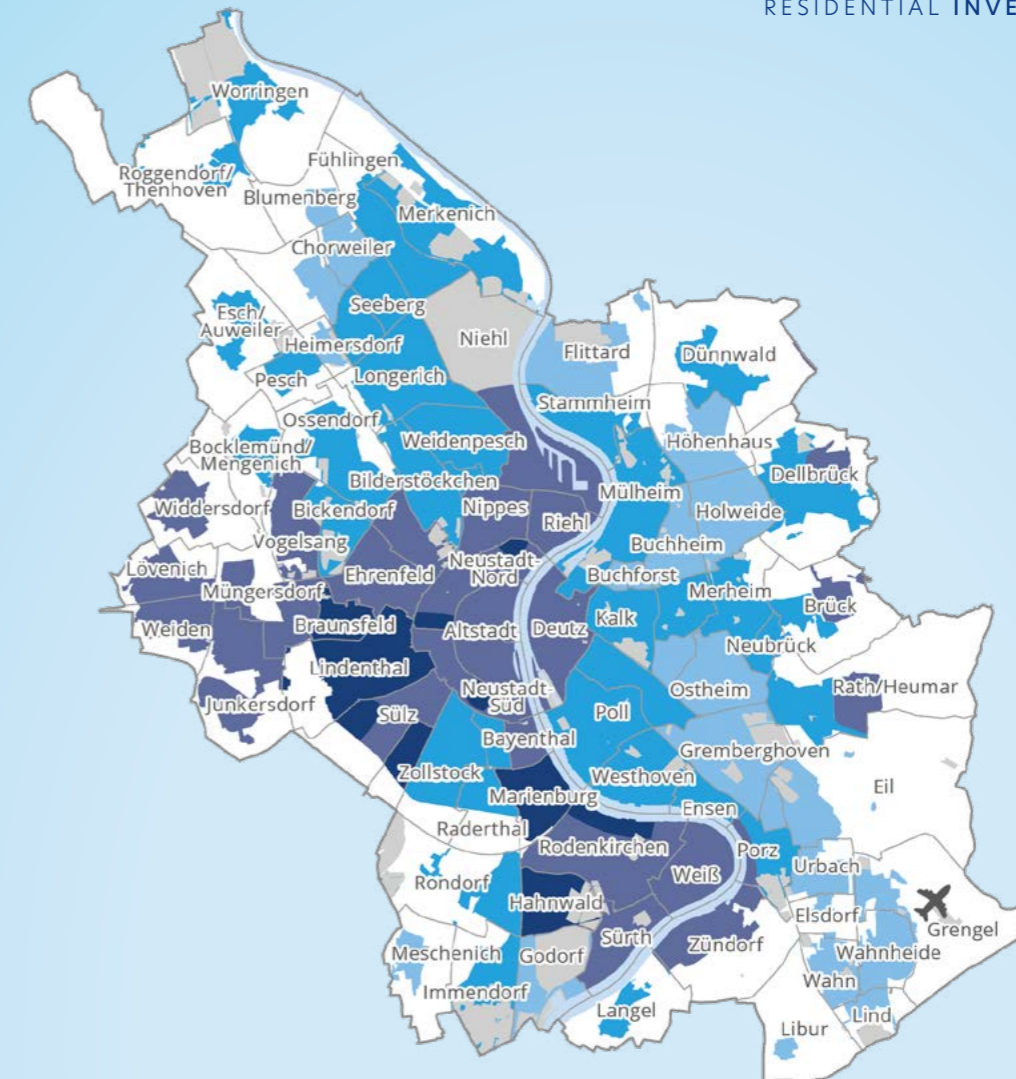 RESIDENTIAL INVE
Worringen
Fühlingen
Roggendorf/
Thenhoven
Blumenberg
Merkenich
Chorweiler
Seeberg
Esch/
Auweiler
Niehl
Heimersdorf
Flittard
Dünnwald
Pesch
Longerich
Stammheim
Ossendorf
Weidenpesch
Höhenhaus
Bocklemünd/
Mengenich
Bilderstöckchen
Mülheim
Dellbrück
Widdersdorf
Bickendorf
Nippes
Riehl
Holweide
Vogelsang
Buchheim
Lövenich
Ehrenfeld
Neustadt-
Nord
Buchforst
Müngersdorf
Merheim
Brück
Weiden
Braunsfeld
Altstadt
Deutz
Kalk
Neubrück
Lindenthal
Junkersdorf
Sülz
Neustadt-
Süd
Poll
Ostheim
Rath/Heumar
Bayenthal
Gremberghoven
Zollstock
Westhoven
Eil
Marienburg
Ensen
Raderthal
Rodenkirchen
Porz
Rondorf
Weiß
Urbach
Hahnwald
Elsdorf
Grengel
Sürth
Zündorf
Meschenich
Godorf
Wahnheide
Wahn
Immendorf
Langel
Lind
Libur